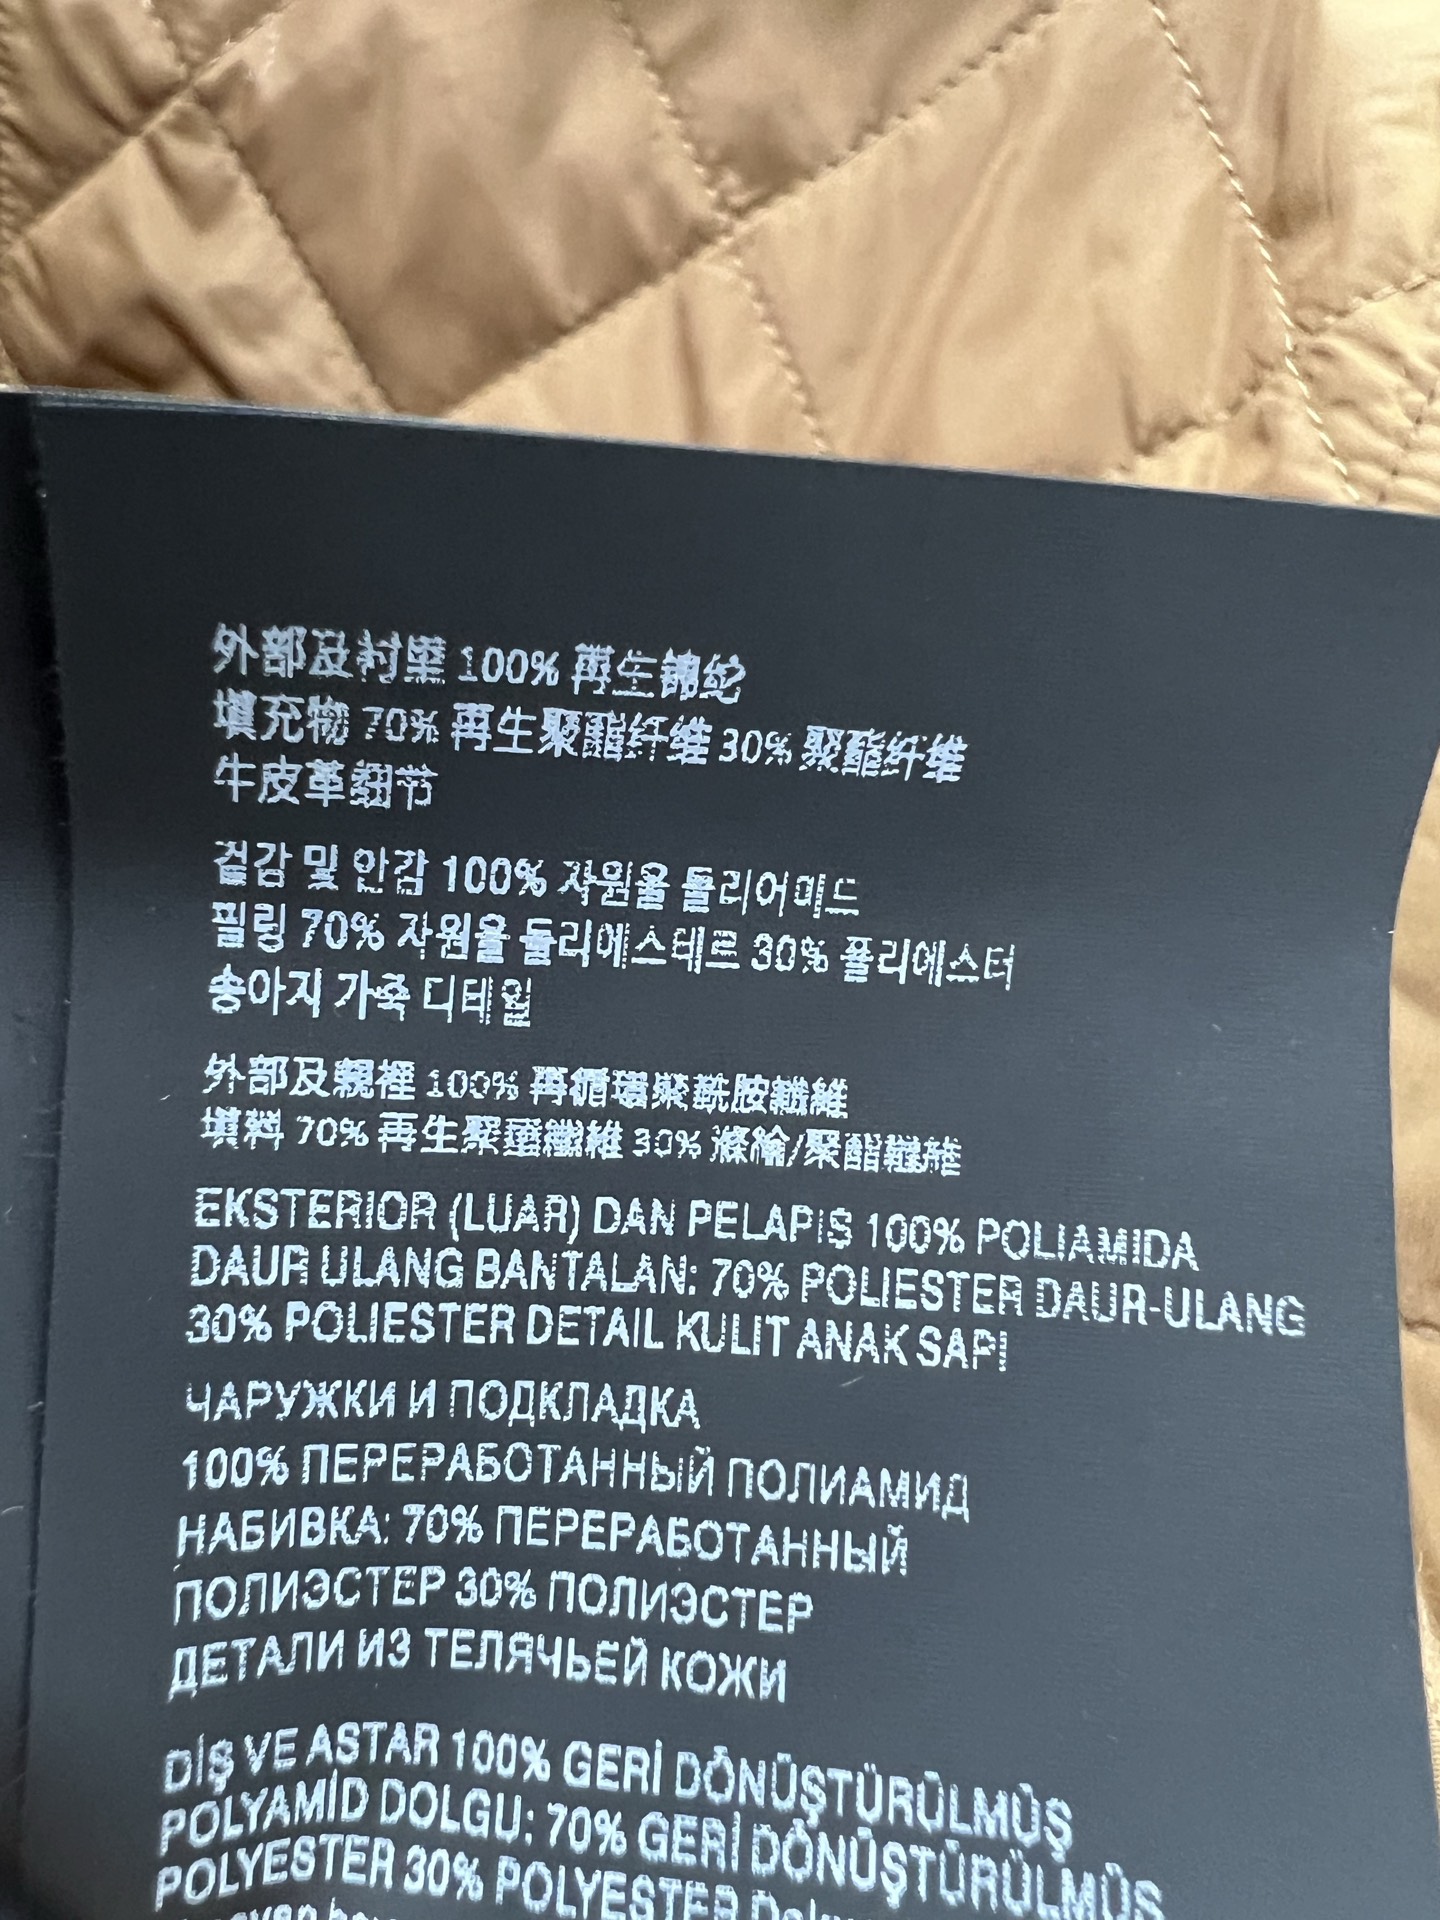 外部及衬里 100% 再生锦纶
填充物 70% 再生聚酯纤维 30% 聚酯纤维
牛皮革细节
겉감 및 안감 100% 자원율 폴리아미드
필링 70% 자원율 폴리에스테르 30% 폴리에스터
송아지 가죽 디테일
外部及襯裡 100% 再循環聚酰胺纖維
填料 70% 再生聚酯纖維 30% 滌綸/聚酯纖維
EKSTERIOR (LUAR) DAN PELAPIS 100% POLIAMIDA
DAUR ULANG BANTALAN: 70% POLIESTER DAUR-ULANG
30% POLIESTER DETAIL KULIT ANAK SAPI
ЧАРУЖКИ И ПОДКЛАДКА
100% ПЕРЕРАБОТАННЫЙ ПОЛИАМИД
НАБИВКА: 70% ПЕРЕРАБОТАННЫЙ
ПОЛИЭСТЕР 30% ПОЛИЭСТЕР
ДЕТАЛИ ИЗ ТЕЛЯЧЬЕЙ КОЖИ
DIŞ VE ASTAR 100% GERİ DÖNÜŞTÜRÜLMÜŞ
POLYAMİD DOLGU: 70% GERİ DÖNÜŞTÜRÜLMÜŞ
POLYESTER 30% POLYESTER